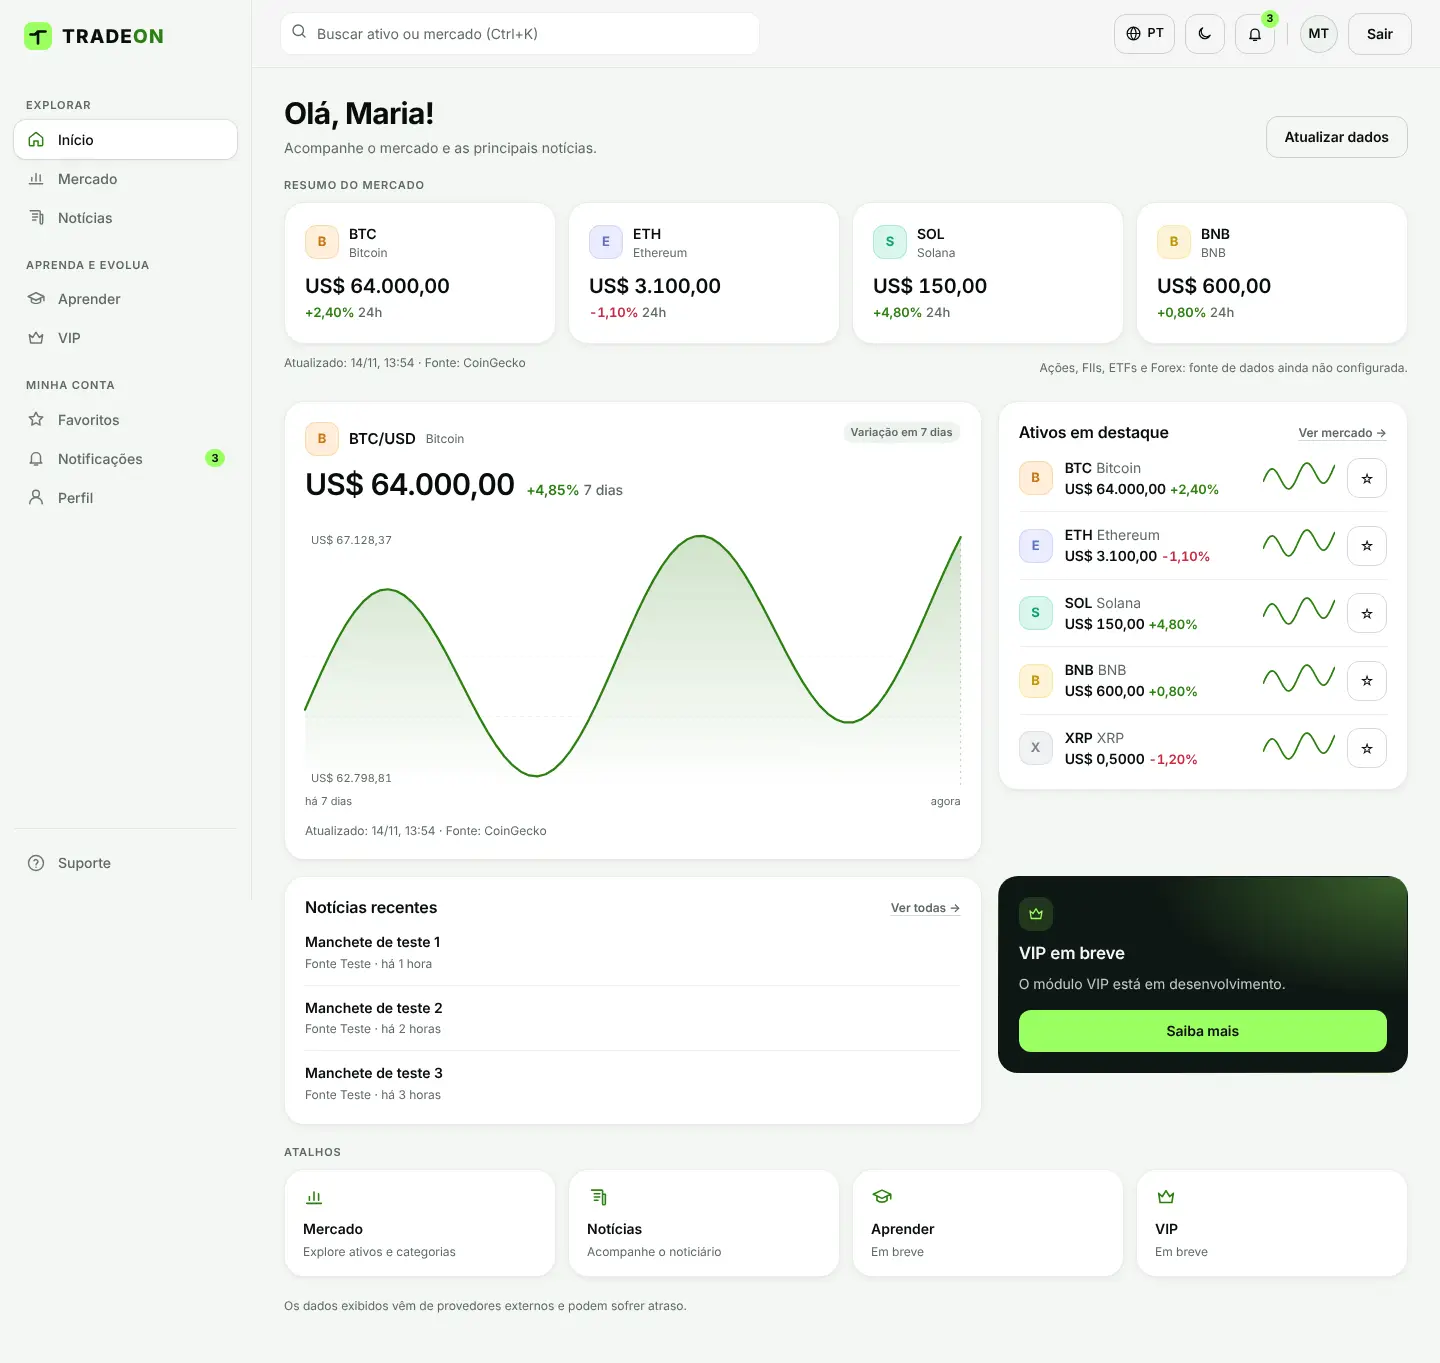 TRADEON
Buscar ativo ou mercado (Ctrl+K)
PT
3
MT
Sair
EXPLORAR
Início
Mercado
Notícias
APRENDA E EVOLUA
Aprender
VIP
MINHA CONTA
Favoritos
Notificações
3
Perfil
Suporte
Olá, Maria!
Acompanhe o mercado e as principais notícias.
Atualizar dados
RESUMO DO MERCADO
B
BTC
Bitcoin
US$ 64.000,00
+2,40% 24h
E
ETH
Ethereum
US$ 3.100,00
-1,10% 24h
S
SOL
Solana
US$ 150,00
+4,80% 24h
B
BNB
BNB
US$ 600,00
+0,80% 24h
Atualizado: 14/11, 13:54 · Fonte: CoinGecko
Ações, FIIs, ETFs e Forex: fonte de dados ainda não configurada.
B
BTC/USD Bitcoin
Variação em 7 dias
US$ 64.000,00 +4,85% 7 dias
US$ 67.128,37
US$ 62.798,81
há 7 dias
agora
Atualizado: 14/11, 13:54 · Fonte: CoinGecko
Ativos em destaque
Ver mercado →
B
BTC Bitcoin
US$ 64.000,00 +2,40%
E
ETH Ethereum
US$ 3.100,00 -1,10%
S
SOL Solana
US$ 150,00 +4,80%
B
BNB BNB
US$ 600,00 +0,80%
X
XRP XRP
US$ 0,5000 -1,20%
Notícias recentes
Ver todas →
Manchete de teste 1
Fonte Teste · há 1 hora
Manchete de teste 2
Fonte Teste · há 2 horas
Manchete de teste 3
Fonte Teste · há 3 horas
VIP em breve
O módulo VIP está em desenvolvimento.
Saiba mais
ATALHOS
Mercado
Explore ativos e categorias
Notícias
Acompanhe o noticiário
Aprender
Em breve
VIP
Em breve
Os dados exibidos vêm de provedores externos e podem sofrer atraso.